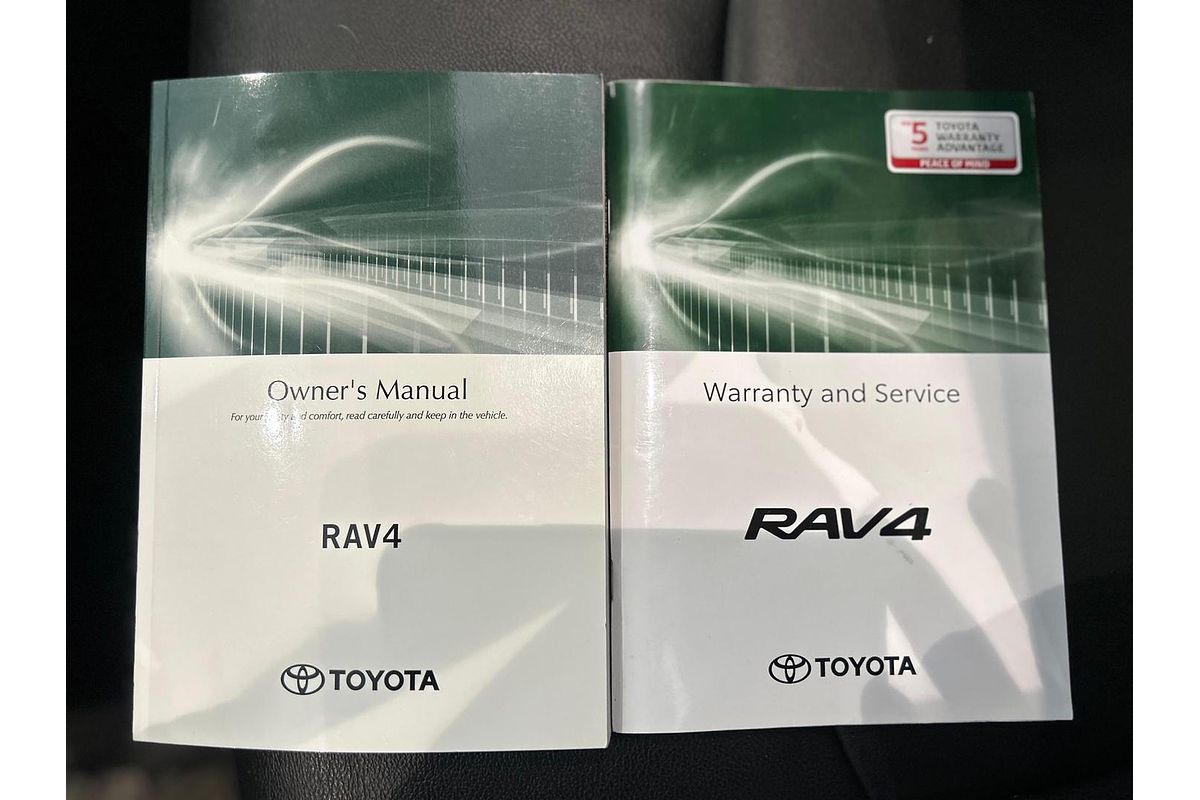 Owner's Manual
For your safety and comfort, read carefully and keep in the vehicle.
RAV4
TOYOTA
5
TOYOTA
WARRANTY
ADVANTAGE
PEACE OF MIND
Warranty and Service
RAV4
TOYOTA